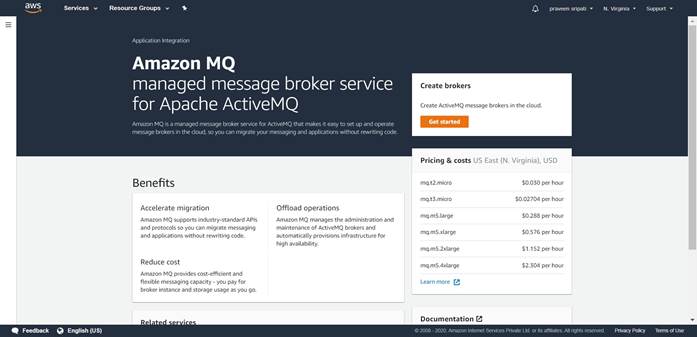 aws
Services
Resource Groups
praveen sripati
N. Virginia
Support
Application Integration
Amazon MQ
managed message broker service
for Apache ActiveMQ
Amazon MQ is a managed message broker service for ActiveMQ that makes it easy to set up and operate
message brokers in the cloud, so you can migrate your messaging and applications without rewriting code.
Create brokers
Create ActiveMQ message brokers in the cloud.
Get started
Pricing & costs US East (N. Virginia), USD
mq.t2.micro $0.030 per hour
mq.t3.micro $0.02704 per hour
mq.m5.large $0.288 per hour
mq.m5.xlarge $0.576 per hour
mq.m5.2xlarge $1.152 per hour
mq.m5.4xlarge $2.304 per hour
Learn more
Benefits
Accelerate migration
Amazon MQ supports industry-standard APIs
and protocols so you can migrate messaging
and applications without rewriting code.
Offload operations
Amazon MQ manages the administration and
maintenance of ActiveMQ brokers and
automatically provisions infrastructure for
high availability.
Reduce cost
Amazon MQ provides cost-efficient and
flexible messaging capacity - you pay for
broker instance and storage usage as you go.
Related services
Documentation
Feedback
English (US)
© 2008 - 2020, Amazon Internet Services Private Ltd. or its affiliates. All rights reserved.
Privacy Policy
Terms of Use